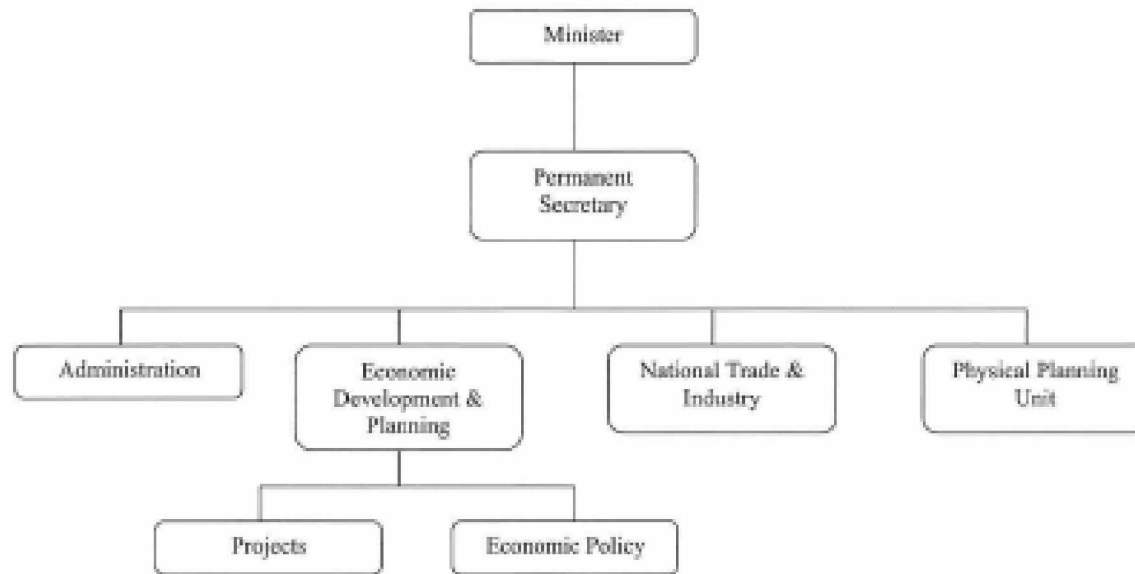 Minister
Permanent
Secretary
Administration
Economic
Development &
Planning
National Trade &
Industry
Physical Planning
Unit
Projects
Economic Policy